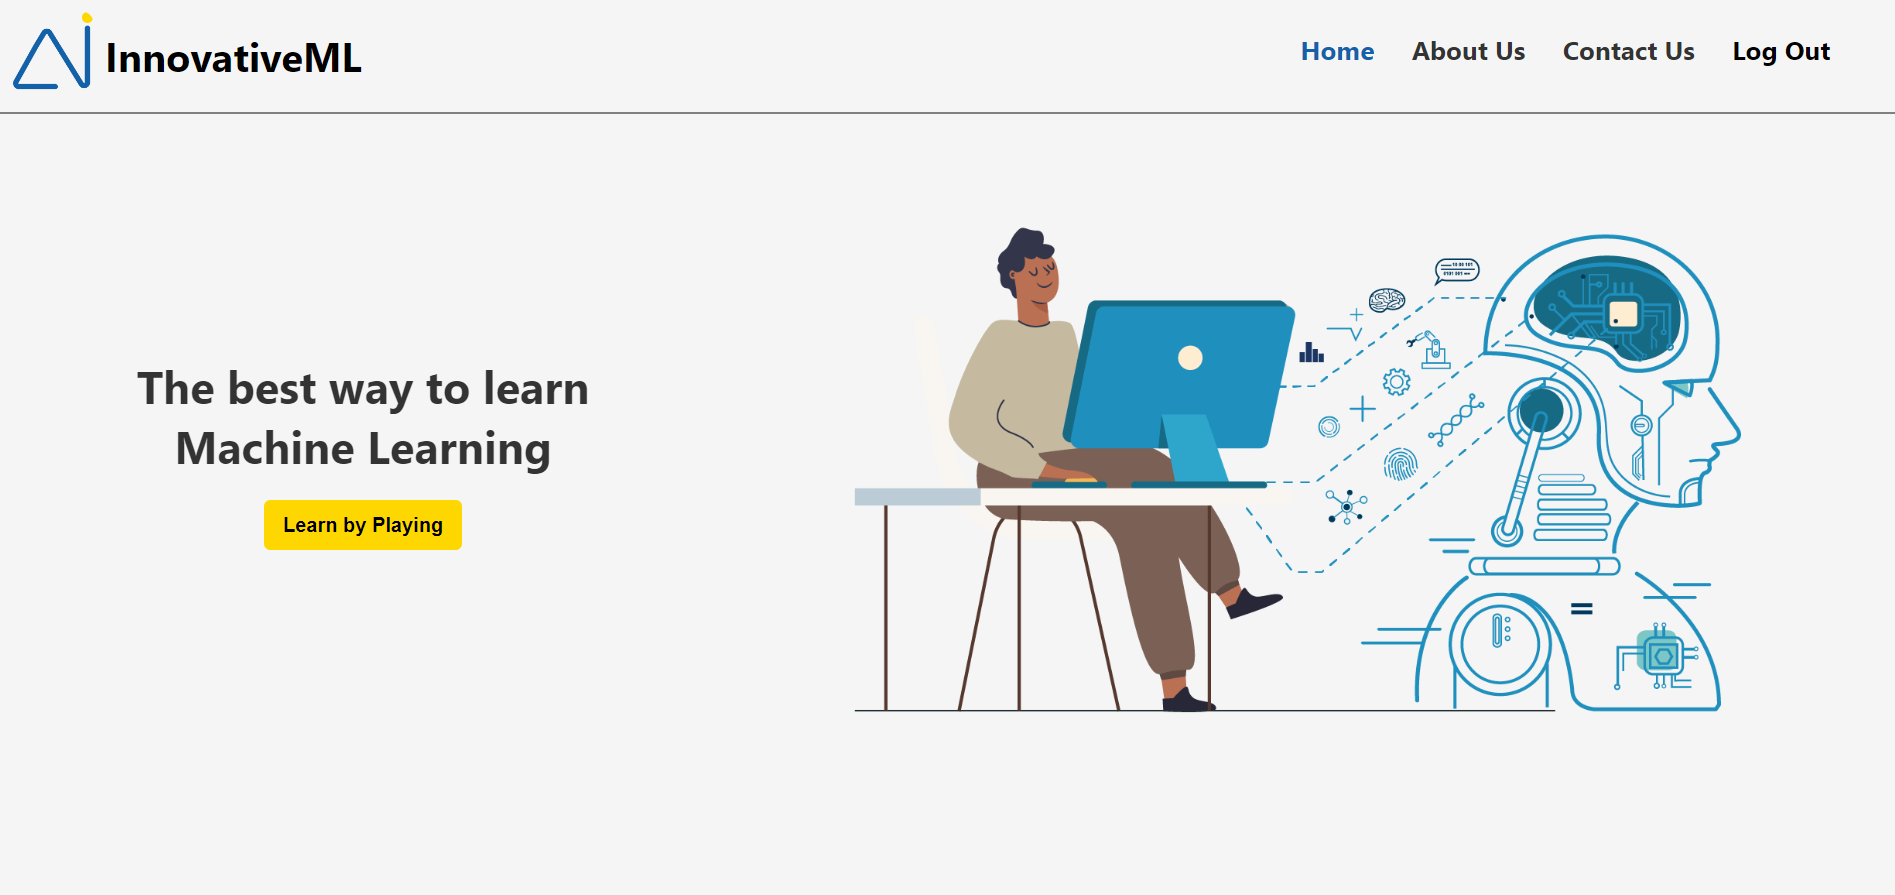 InnovativeML
Home About Us Contact Us Log Out
The best way to learn
Machine Learning
Learn by Playing